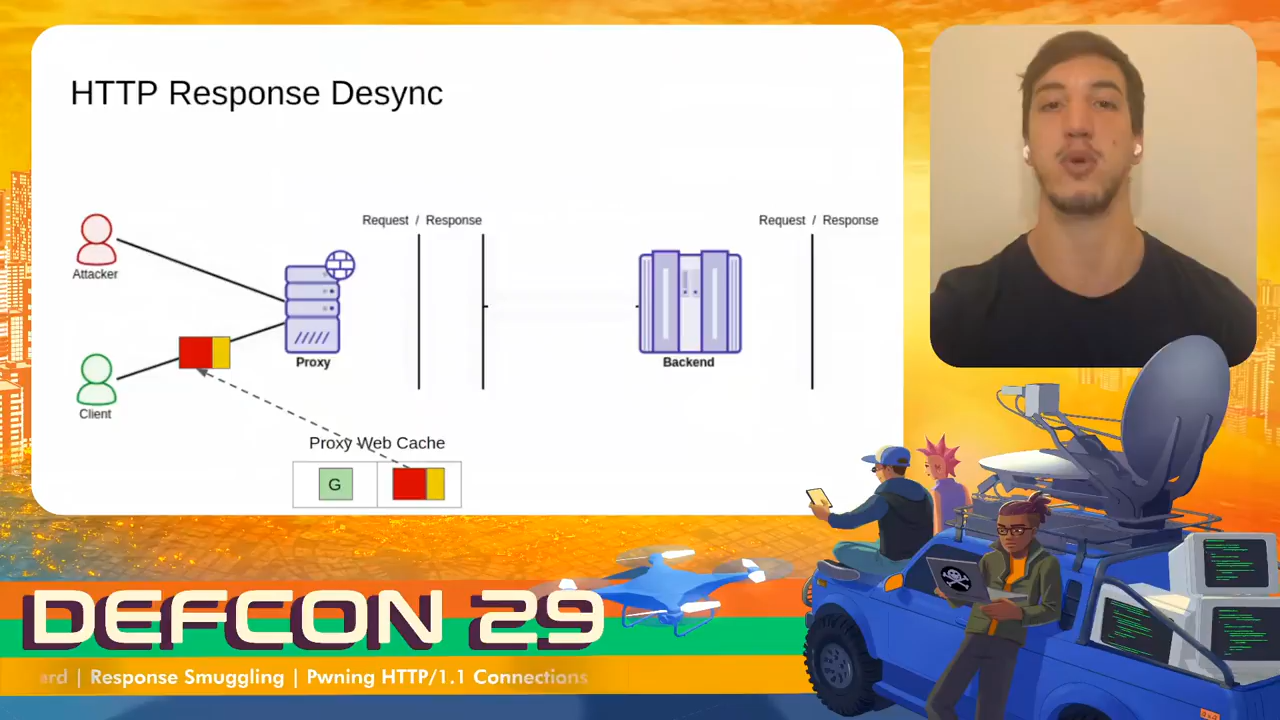 HTTP Response Desync
Request / Response
Request / Response
Attacker
Proxy
Backend
Client
Proxy Web Cache
G
DEFCON 29
ard | Response Smuggling | Pwning HTTP/1.1 Connections